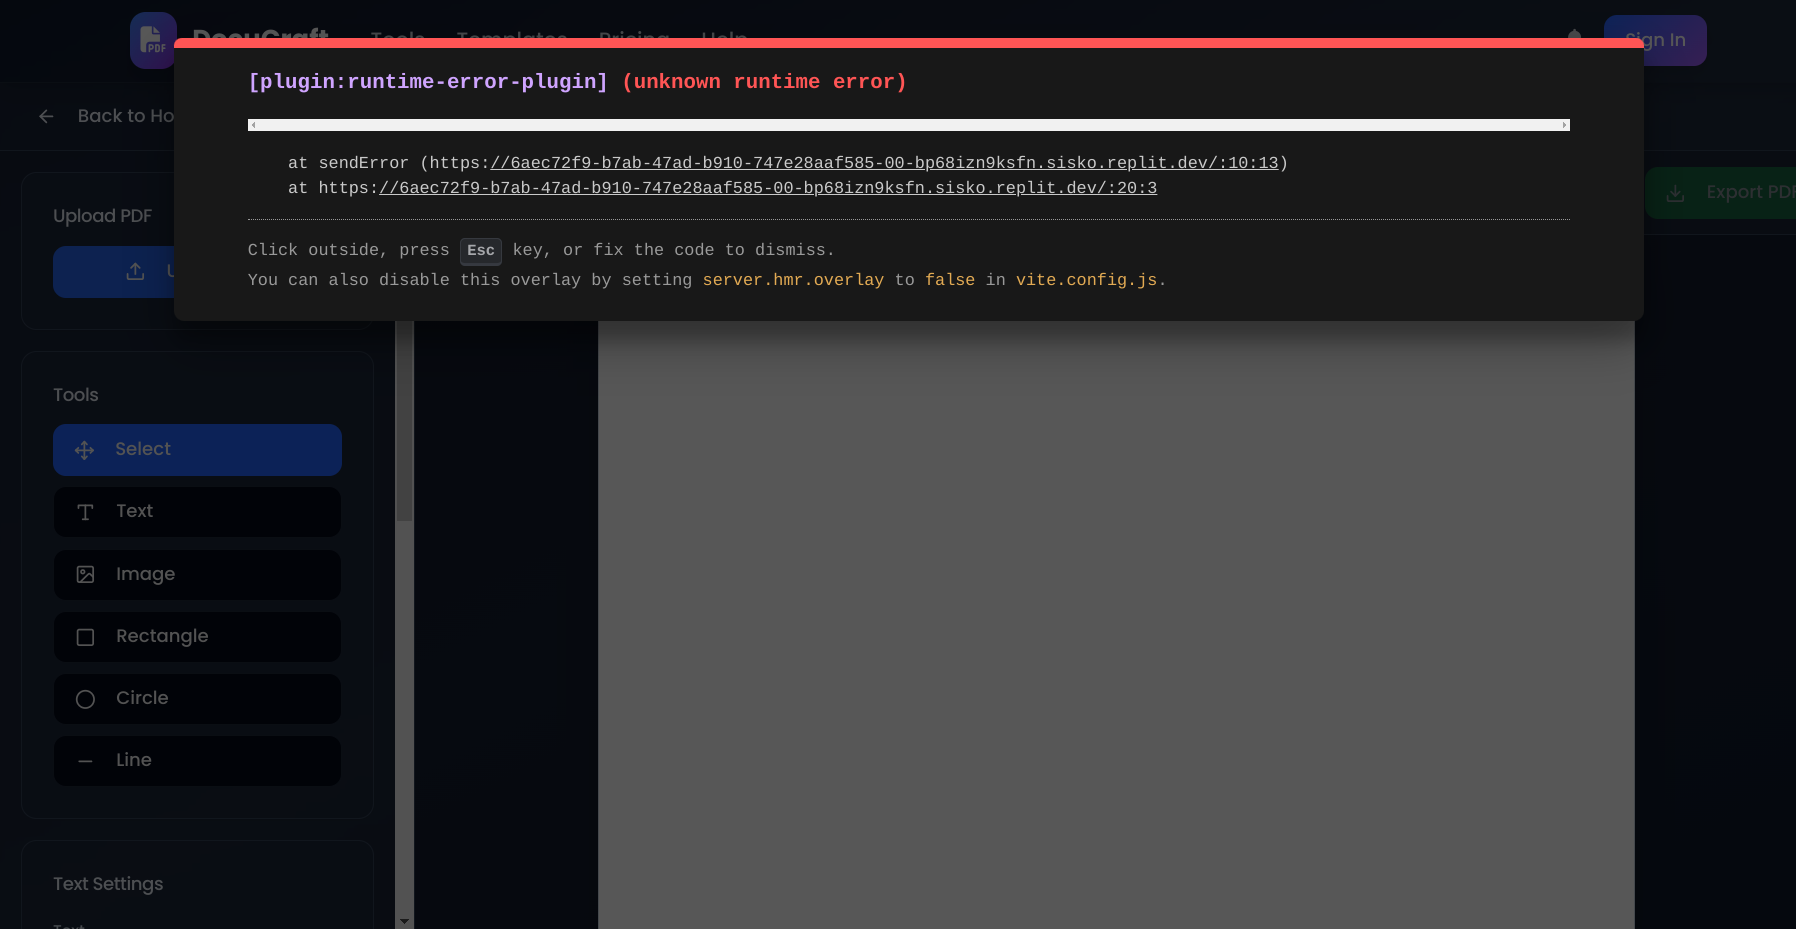 PDF DocuCraft Tools Templates Pricing Help Sign In
[plugin:runtime-error-plugin] (unknown runtime error)
Back to Ho
at sendError (https://6aec72f9-b7ab-47ad-b910-747e28aaf585-00-bp68izn9ksfn.sisko.replit.dev/:10:13)
at https://6aec72f9-b7ab-47ad-b910-747e28aaf585-00-bp68izn9ksfn.sisko.replit.dev/:20:3
Export PDF
Upload PDF
Click outside, press Esc key, or fix the code to dismiss.
You can also disable this overlay by setting server.hmr.overlay to false in vite.config.js.
Tools
Select
Text
Image
Rectangle
Circle
Line
Text Settings
Text